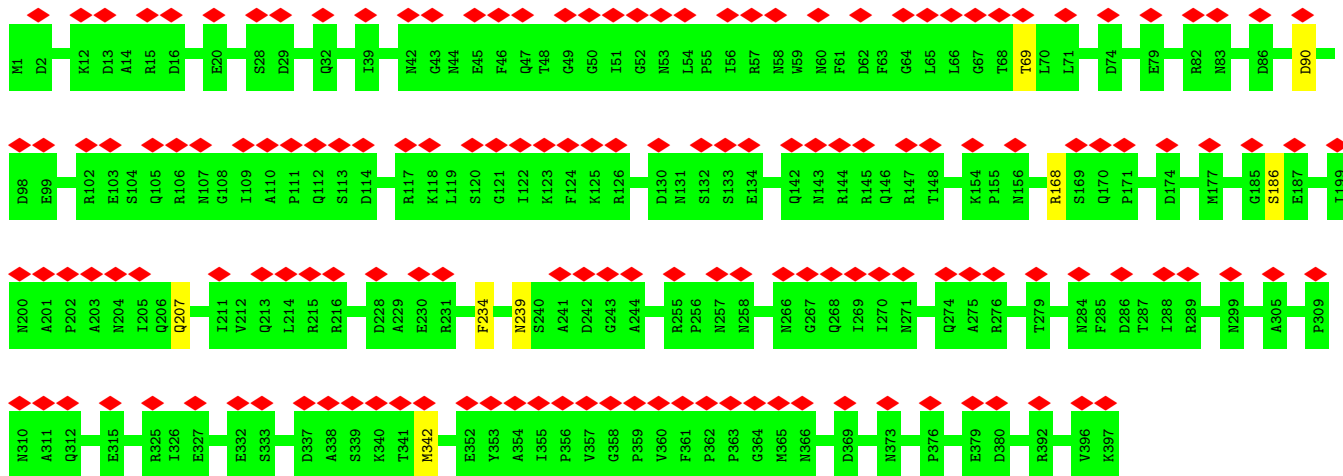 M1 D2 K12 D13 A14 R15 D16 E20 S28 D29 Q32 I39 N42 G43 N44 E45 F46 Q47 T48 G49 G50 I51 G52 N53 L54 P55 I56 R57 N58 W59 N60 F61 D62 F63 G64 L65 L66 G67 T68 T69 L70 L71 D74 E79 R82 N83 D86 D90
D98 E99 R102 E103 S104 Q105 R106 N107 G108 I109 A110 P111 Q112 S113 D114 R117 K118 L119 S120 G121 I122 K123 F124 K125 R126 D130 N131 S132 S133 E134 Q142 N143 R144 R145 Q146 R147 T148 K154 P155 N156 R168 S169 Q170 P171 D174 M177 G185 S186 E187 I199
N200 A201 P202 A203 N204 I205 Q206 Q207 I211 V212 Q213 L214 R215 R216 D228 A229 E230 R231 F234 N239 S240 A241 D242 G243 A244 R255 P256 N257 N258 N266 G267 Q268 I269 I270 N271 Q274 A275 R276 T279 N284 F285 D286 T287 I288 R289 N299 A305 P309
N310 A311 Q312 E315 R325 I326 E327 E332 S333 D337 A338 S339 K340 T341 M342 E352 Y353 A354 I355 P356 V357 G358 P359 V360 F361 P362 P363 G364 M365 N366 D369 N373 P376 E379 D380 R392 V396 K397